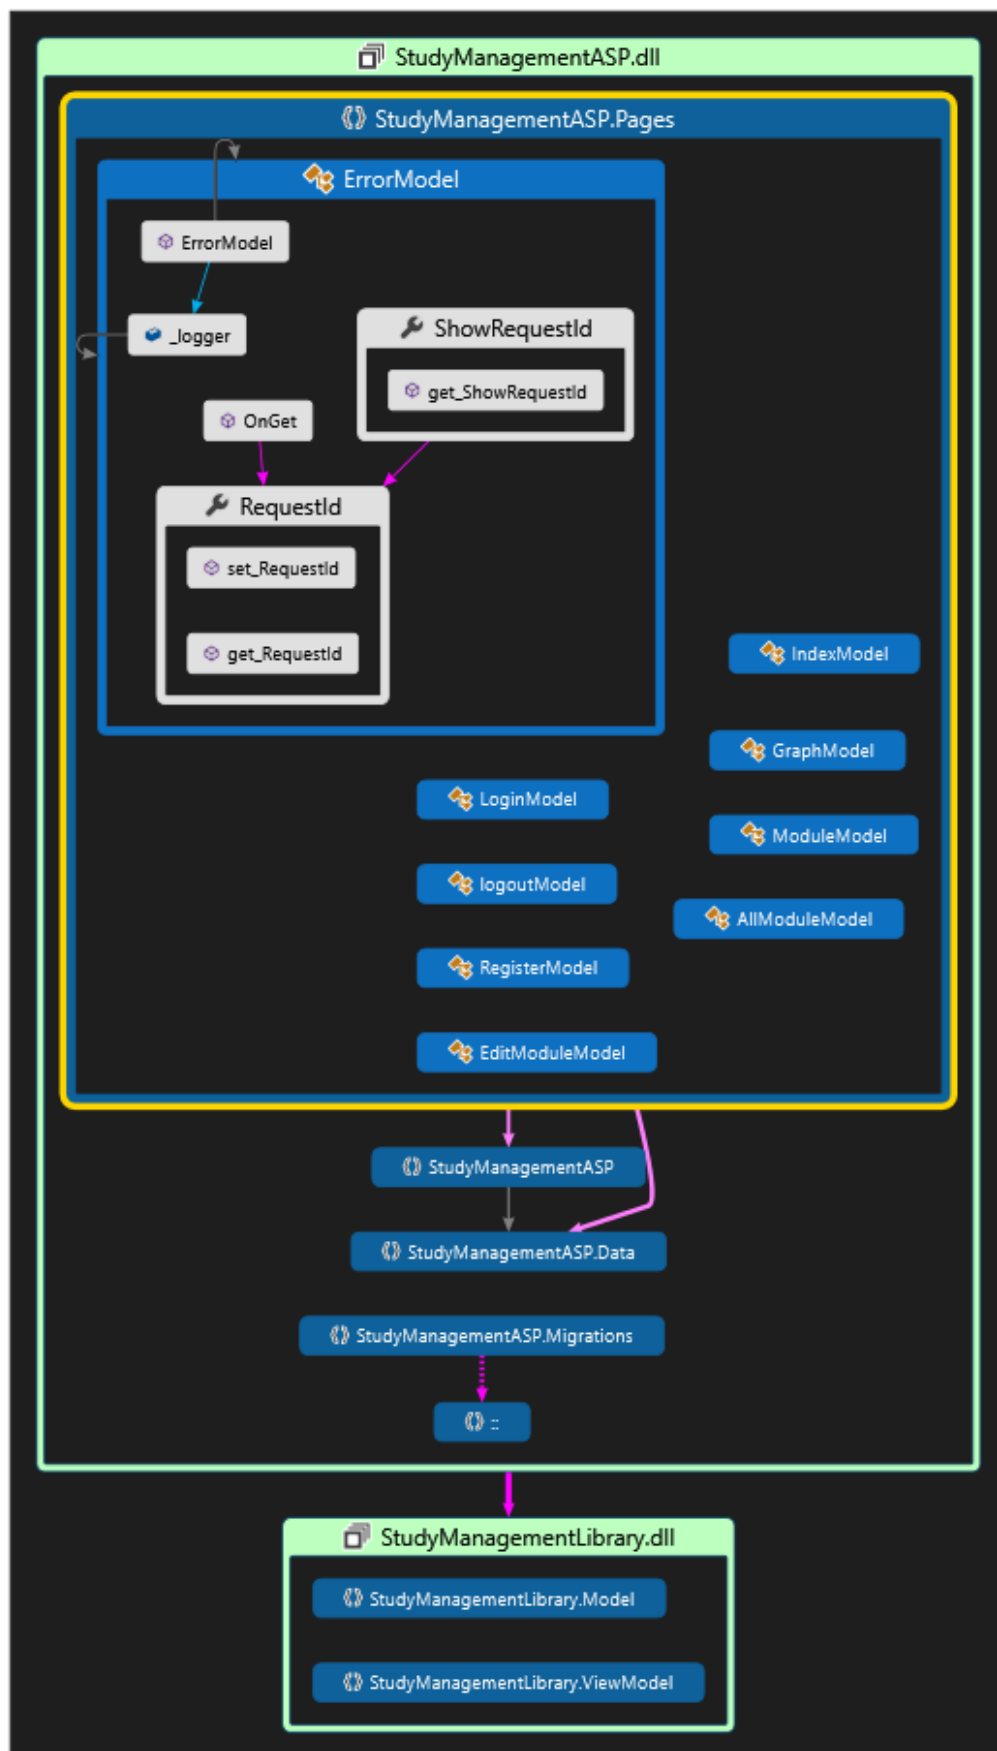 StudyManagementASP.dll
StudyManagementASP.Pages
ErrorModel
ErrorModel
_logger
ShowRequestId
get_ShowRequestId
OnGet
RequestId
set_RequestId
get_RequestId
IndexModel
GraphModel
LoginModel
ModuleModel
logoutModel
AllModuleModel
RegisterModel
EditModuleModel
StudyManagementASP
StudyManagementASP.Data
StudyManagementASP.Migrations
::
StudyManagementLibrary.dll
StudyManagementLibrary.Model
StudyManagementLibrary.ViewModel